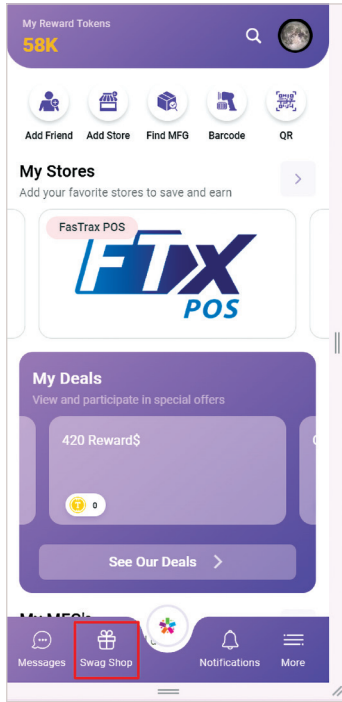 My Reward Tokens
58K
Add Friend Add Store Find MFG Barcode QR
My Stores
Add your favorite stores to save and earn
FasTrax POS
FTX
POS
My Deals
View and participate in special offers
420 Reward$
0
See Our Deals
My MFG's
Messages Swag Shop Notifications More